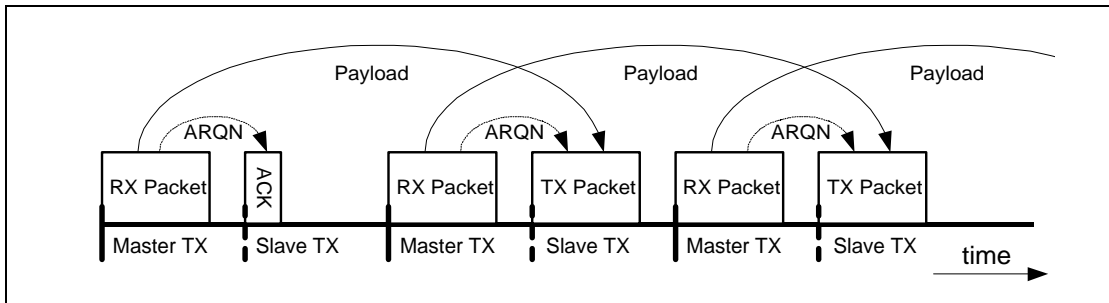 Payload Payload Payload
ARQN ARQN ARQN
RX Packet ACK RX Packet TX Packet RX Packet TX Packet
Master TX Slave TX Master TX Slave TX Master TX Slave TX
time